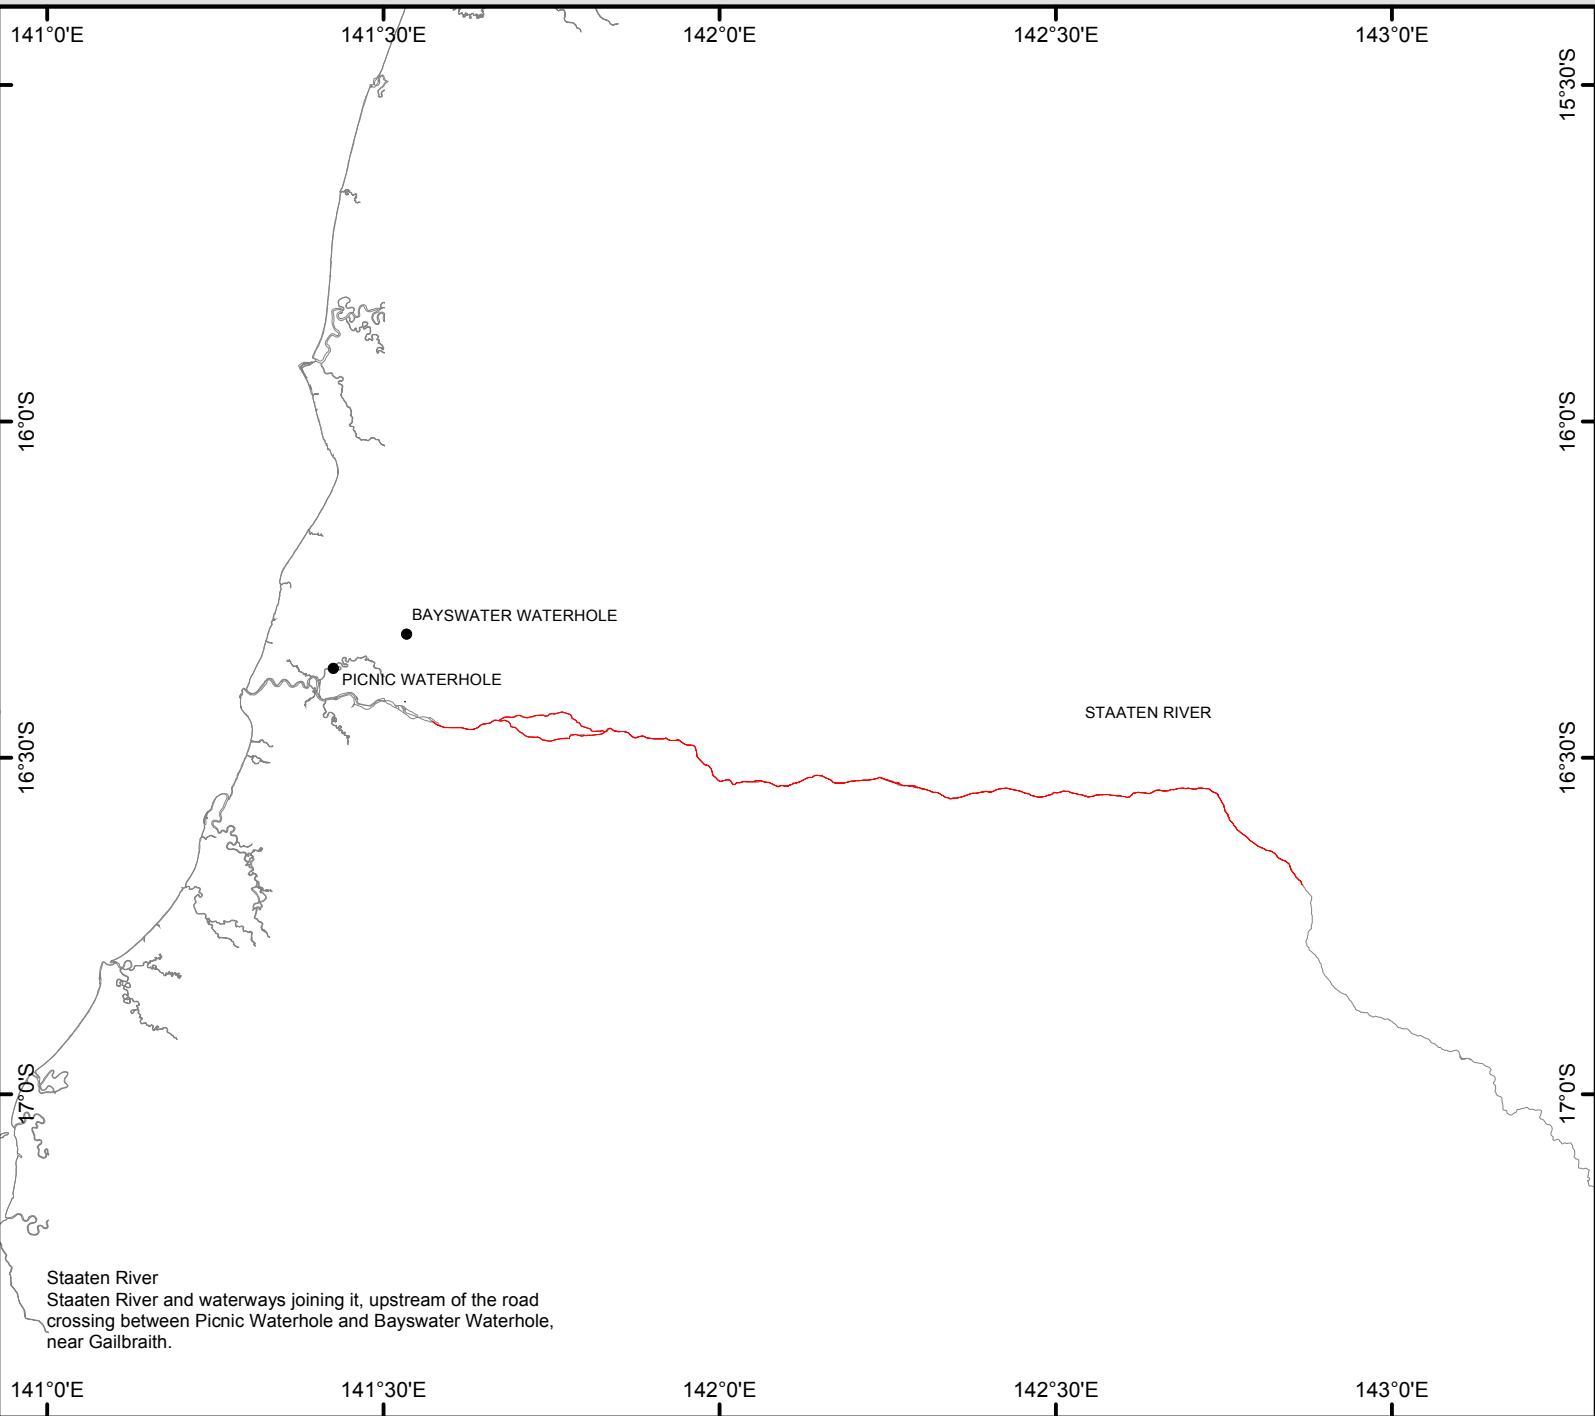 141°0'E 141°30'E 142°0'E 142°30'E 143°0'E
15°30'S
16°0'S 16°0'S
BAYSWATER WATERHOLE
PICNIC WATERHOLE
STAATEN RIVER
16°30'S 16°30'S
17°0'S 17°0'S
Staaten River
Staaten River and waterways joining it, upstream of the road
crossing between Picnic Waterhole and Bayswater Waterhole,
near Gailbraith.
141°0'E 141°30'E 142°0'E 142°30'E 143°0'E